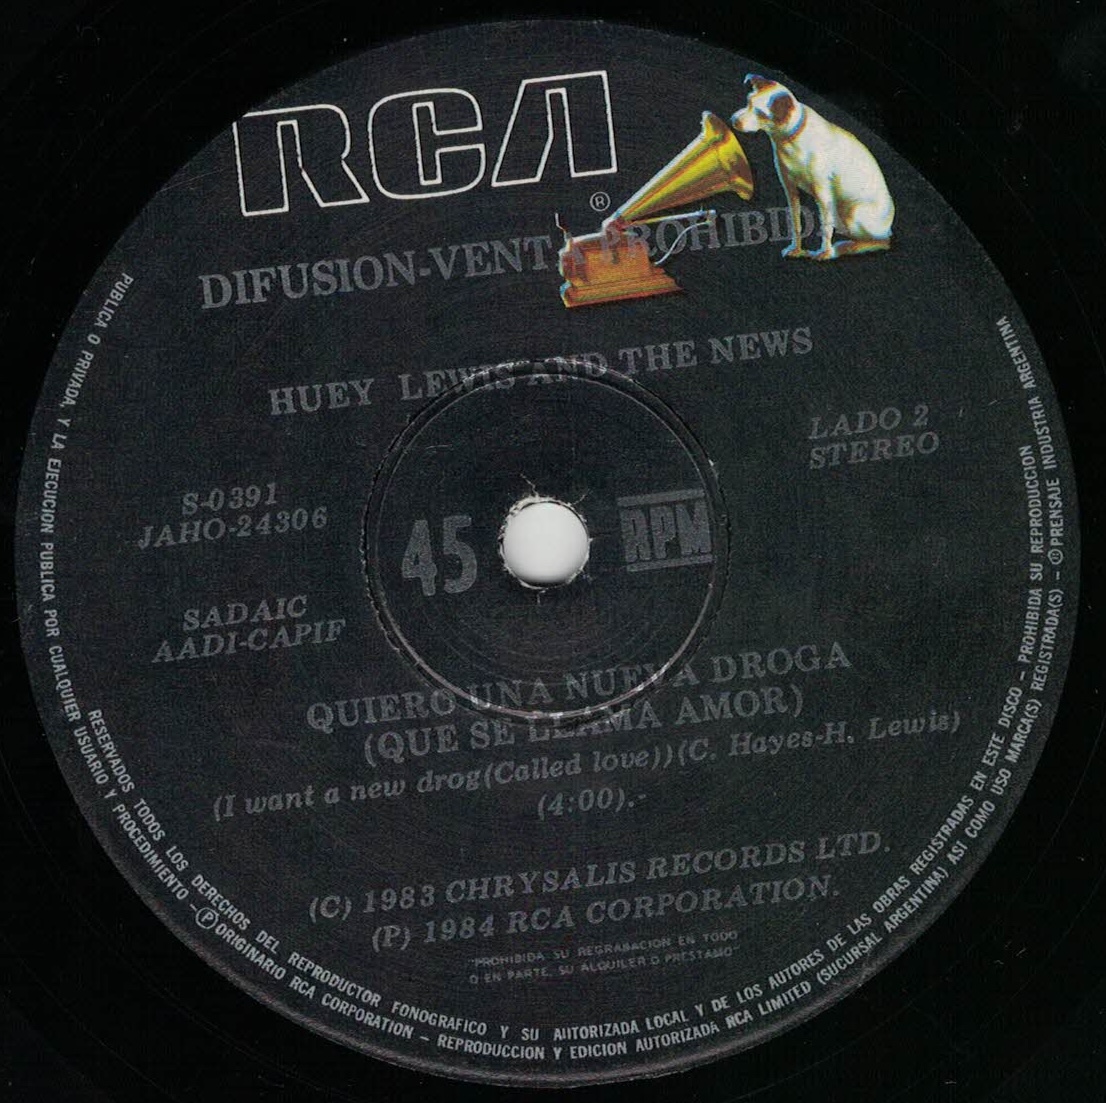 RCA
®
DIFUSION-VENTA PROHIBIDA
HUEY LEWIS AND THE NEWS
LADO 2
STEREO
S-0391
JAHO-24306
45 RPM
SADAIC
AADI-CAPIF
QUIERO UNA NUEVA DROGA
(QUE SE LLAMA AMOR)
(I want a new drog(Called love))(C. Hayes-H. Lewis)
(4:00).-
(C) 1983 CHRYSALIS RECORDS LTD.
(P) 1984 RCA CORPORATION.
"PROHIBIDA SU REGRABACION EN TODO
O EN PARTE, SU ALQUILER O PRESTAMO"
RESERVADOS TODOS LOS DERECHOS DEL REPRODUCTOR FONOGRAFICO Y SU AUTORIZADA LOCAL Y DE LOS AUTORES DE LAS OBRAS REGISTRADAS EN ESTE DISCO - PROHIBIDA SU REPRODUCCION
PUBLICA O PRIVADA, Y LA EJECUCION PUBLICA POR CUALQUIER USUARIO Y PROCEDIMIENTO - Ⓟ ORIGINARIO RCA CORPORATION - REPRODUCCION Y EDICION AUTORIZADA RCA LIMITED (SUCURSAL ARGENTINA) ASI COMO USO MARCA(S) REGISTRADA(S) - Ⓟ PRENSAJE INDUSTRIA ARGENTINA